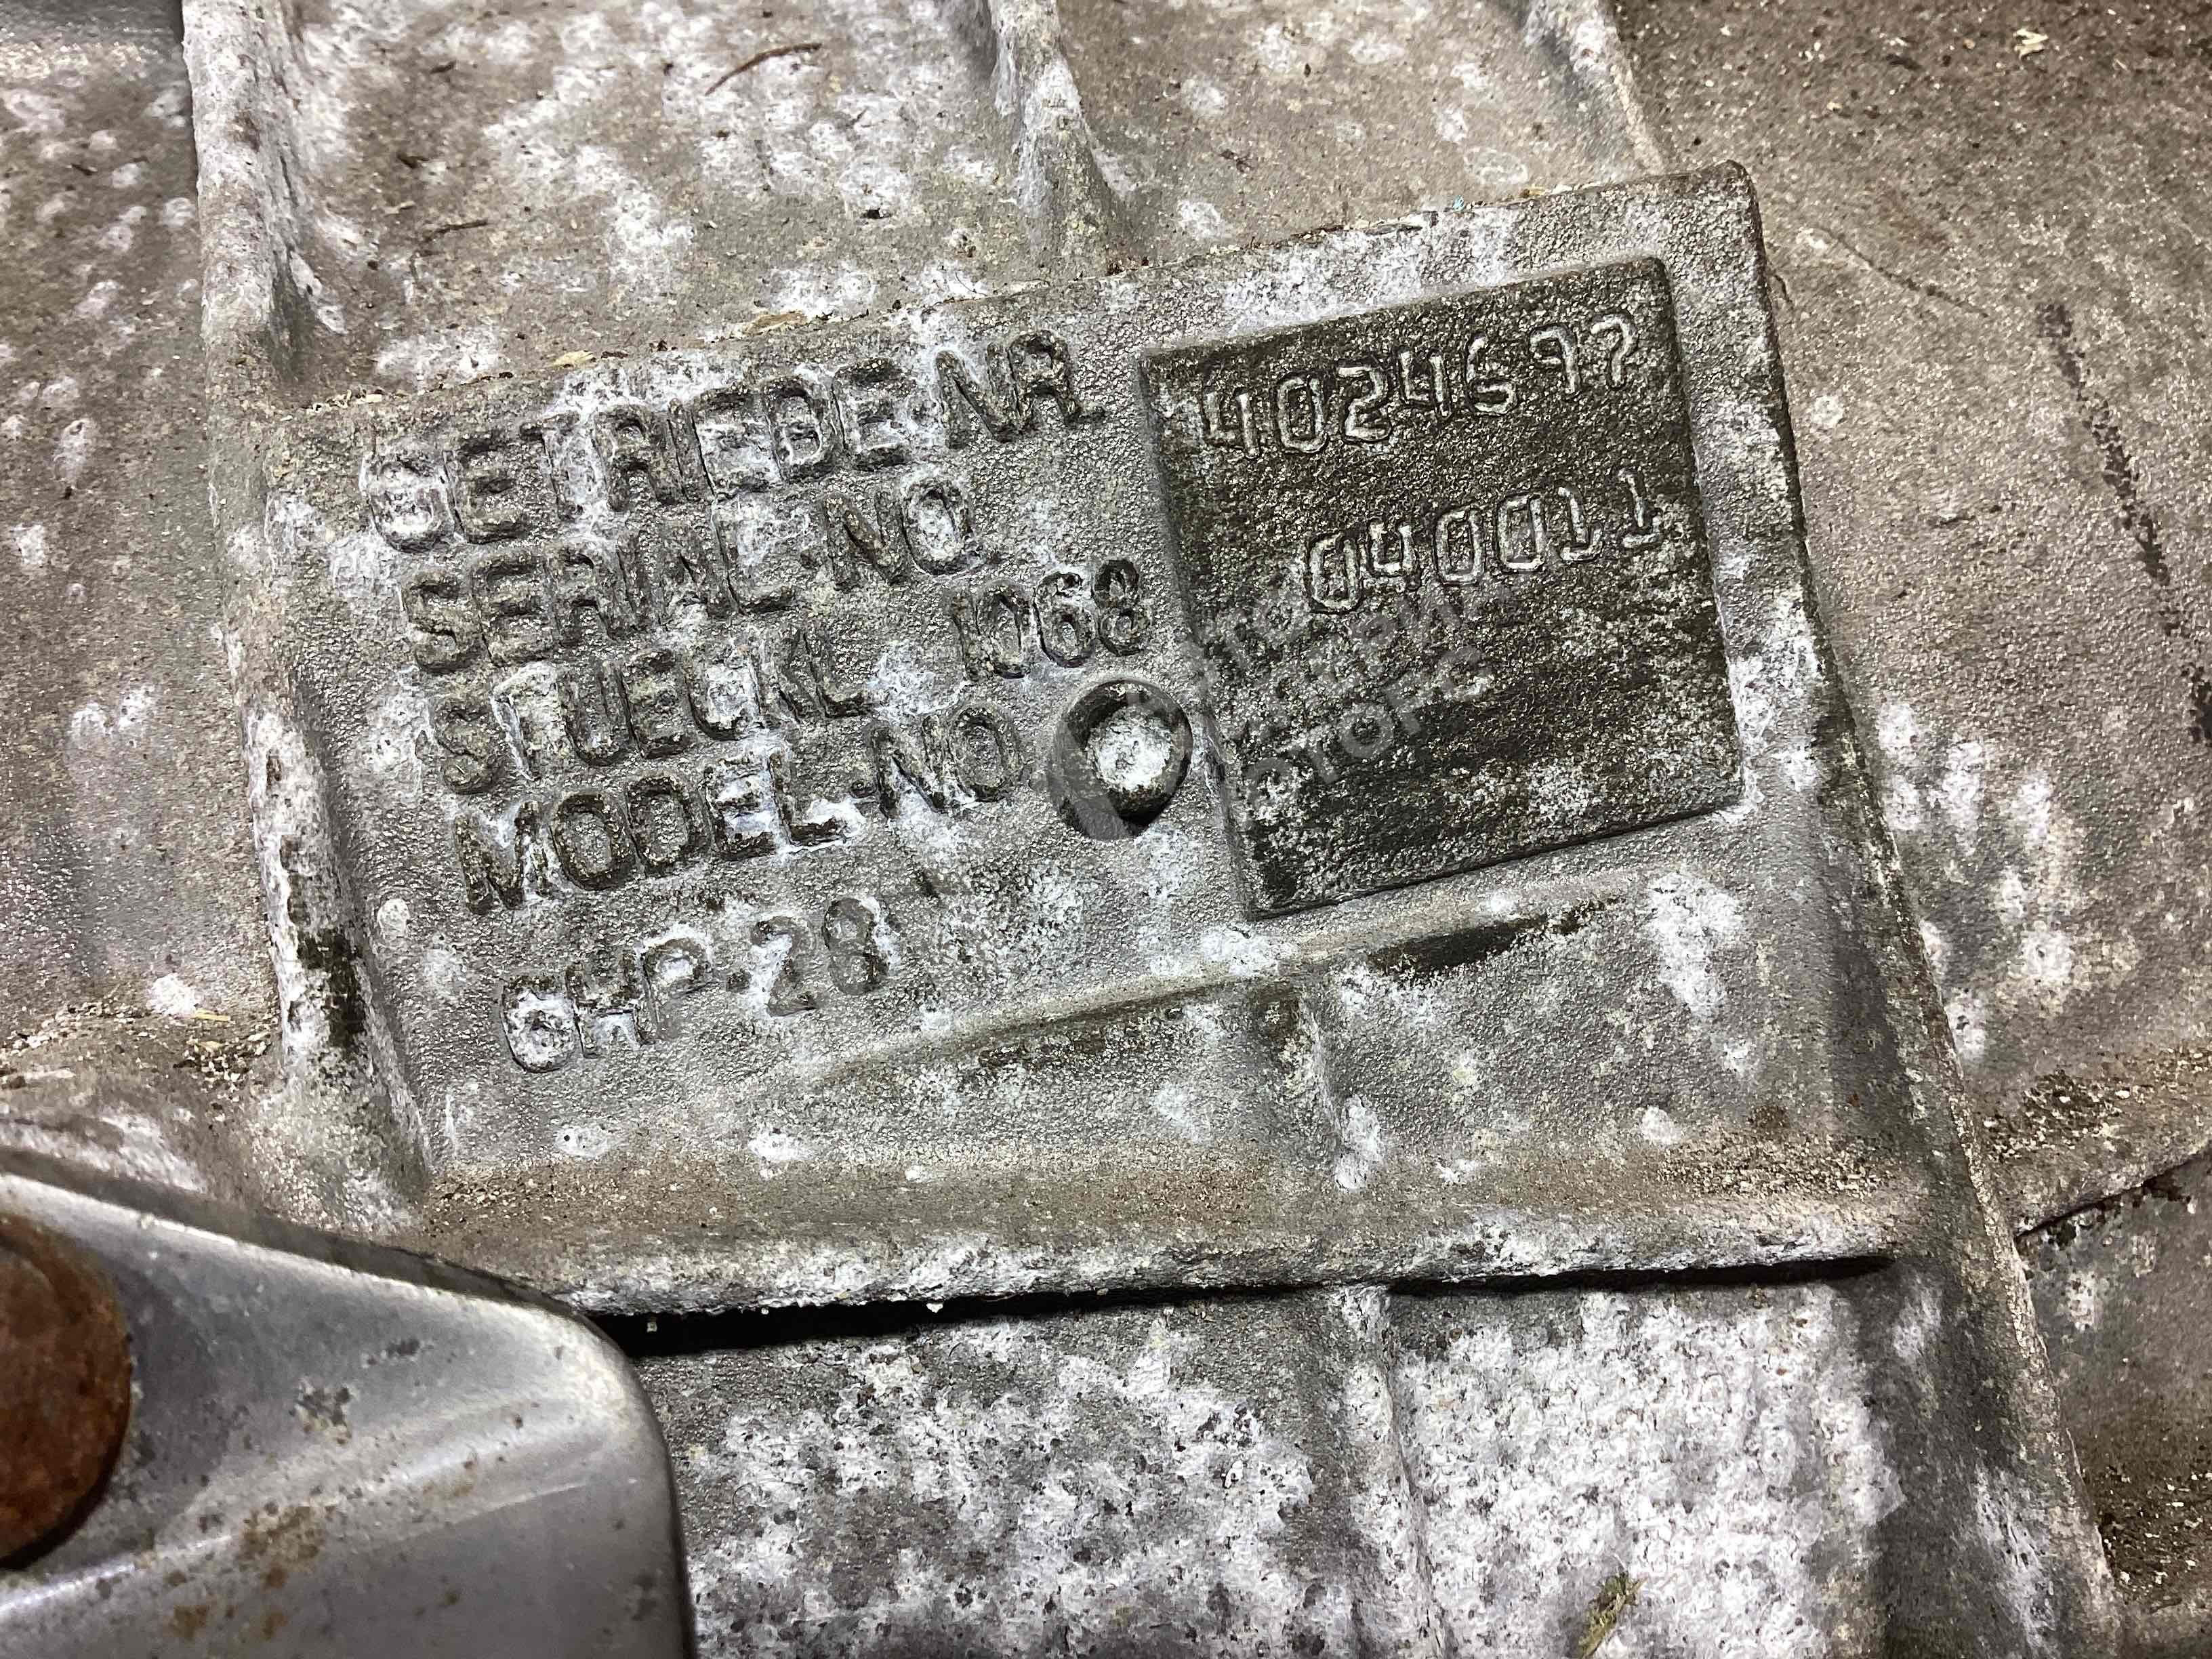 GETRIEBE-NR. 4024697
SERIAL-NO. 040011
STUECKL. 1068
MODEL-NO.
6HP-28